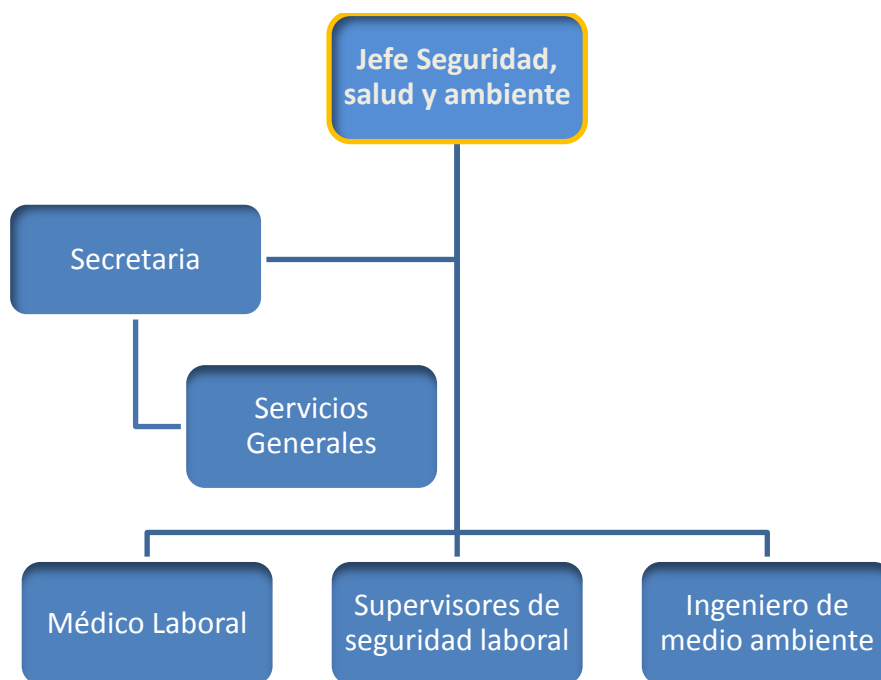 Jefe Seguridad,
salud y ambiente
Secretaria
Servicios
Generales
Médico Laboral
Supervisores de
seguridad laboral
Ingeniero de
medio ambiente